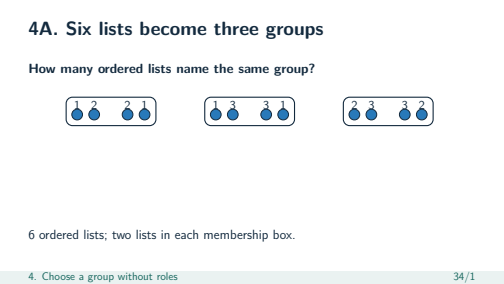 4A. Six lists become three groups
How many ordered lists name the same group?
1 2 2 1 1 3 3 1 2 3 3 2
6 ordered lists; two lists in each membership box.
4. Choose a group without roles 34/1